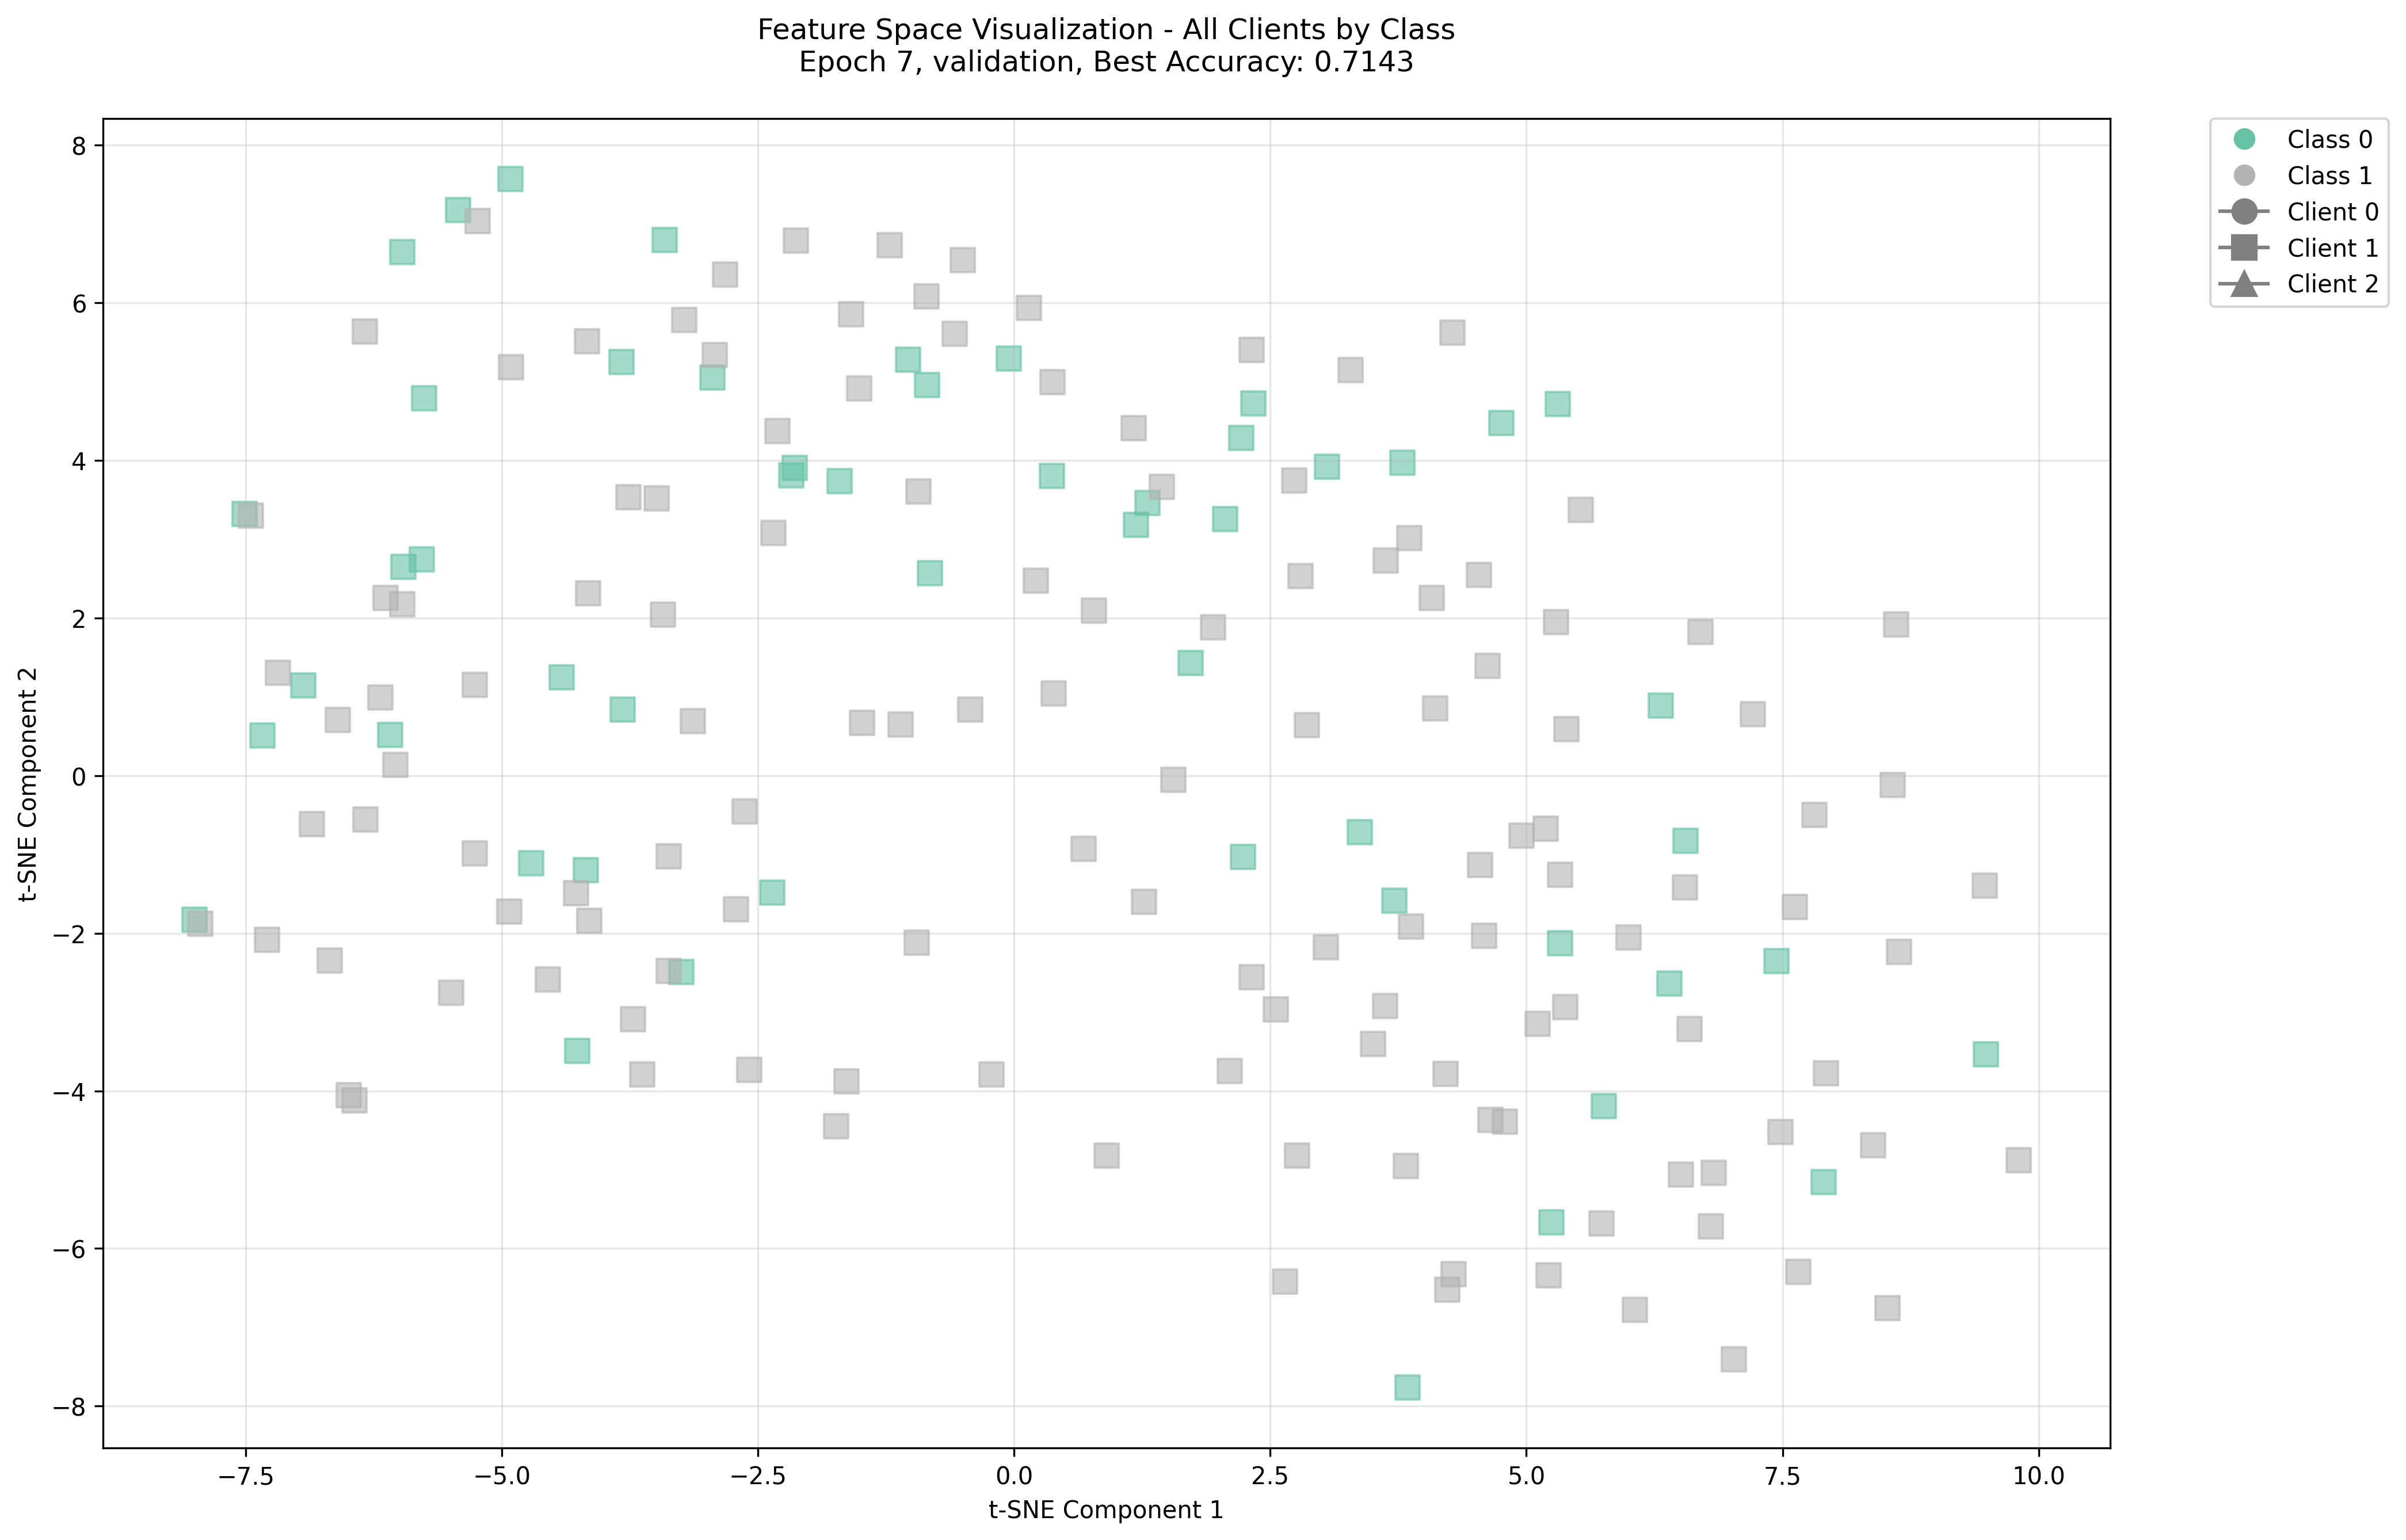 Feature Space Visualization - All Clients by Class
Epoch 7, validation, Best Accuracy: 0.7143
Class 0
Class 1
Client 0
Client 1
Client 2
8
6
4
2
0
−2
−4
−6
−8
t-SNE Component 2
−7.5
−5.0
−2.5
0.0
2.5
5.0
7.5
10.0
t-SNE Component 1